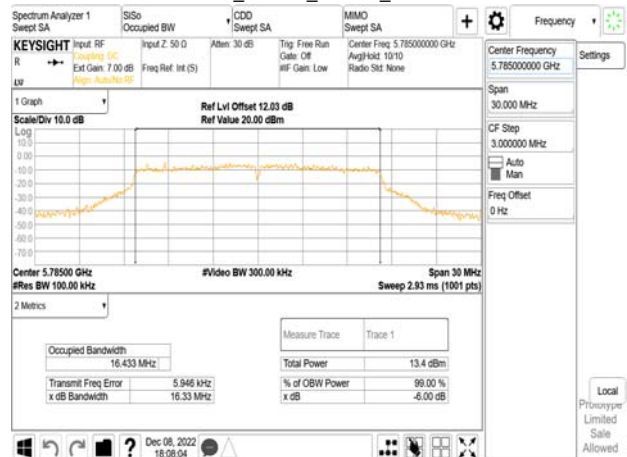 Spectrum Analyzer 1
Swept SA
SiSo
Occupied BW
CDD
Swept SA
MIMO
Swept SA
+
Frequency
KEYSIGHT
R
Input: RF
Coupling: DC
Ext Gain: 7.00 dB
Align: Auto/No RF
Input Z: 50 Ω
Freq Ref: Int (S)
Atten: 30 dB
Trig: Free Run
Gate: Off
#IF Gain: Low
Center Freq: 5.785000000 GHz
Avg|Hold: 10/10
Radio Std: None
Center Frequency
5.785000000 GHz
Settings
Span
30.000 MHz
CF Step
3.000000 MHz
Auto
Man
Freq Offset
0 Hz
1 Graph
Scale/Div 10.0 dB
Ref Lvl Offset 12.03 dB
Ref Value 20.00 dBm
Log
10.0
0.00
-10.0
-20.0
-30.0
-40.0
-50.0
-60.0
-70.0
Center 5.78500 GHz
#Res BW 100.00 kHz
#Video BW 300.00 kHz
Span 30 MHz
Sweep 2.93 ms (1001 pts)
2 Metrics
Measure Trace
Trace 1
Occupied Bandwidth
16.433 MHz
Total Power
13.4 dBm
Transmit Freq Error
5.946 kHz
% of OBW Power
99.00 %
x dB Bandwidth
16.33 MHz
x dB
-6.00 dB
Local
Prototype
Limited
Sale
Allowed
?
Dec 08, 2022
18:08:04